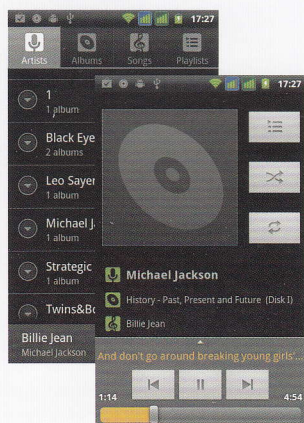 17:27
Artists
Albums
Songs
Playlists
1
1 album
Black Eye
2 albums
Leo Sayer
1 album
Michael J
1 album
Strategic
1 album
Twins&Bo
Billie Jean
Michael Jackson
17:27
Michael Jackson
History - Past, Present and Future (Disk I)
Billie Jean
And don't go around breaking young girls'...
1:14
4:54